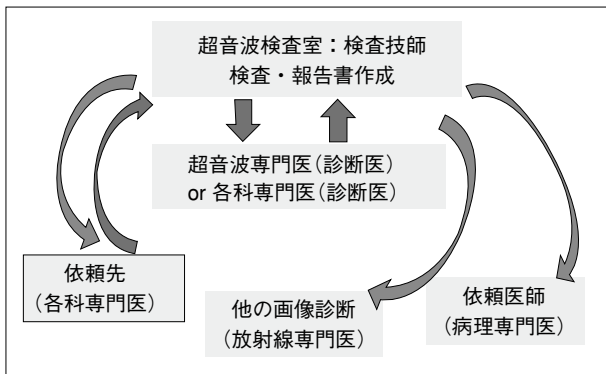 超音波検査室：検査技師
検査・報告書作成
超音波専門医（診断医）
or 各科専門医（診断医）
依頼先
（各科専門医）
他の画像診断
（放射線専門医）
依頼医師
（病理専門医）